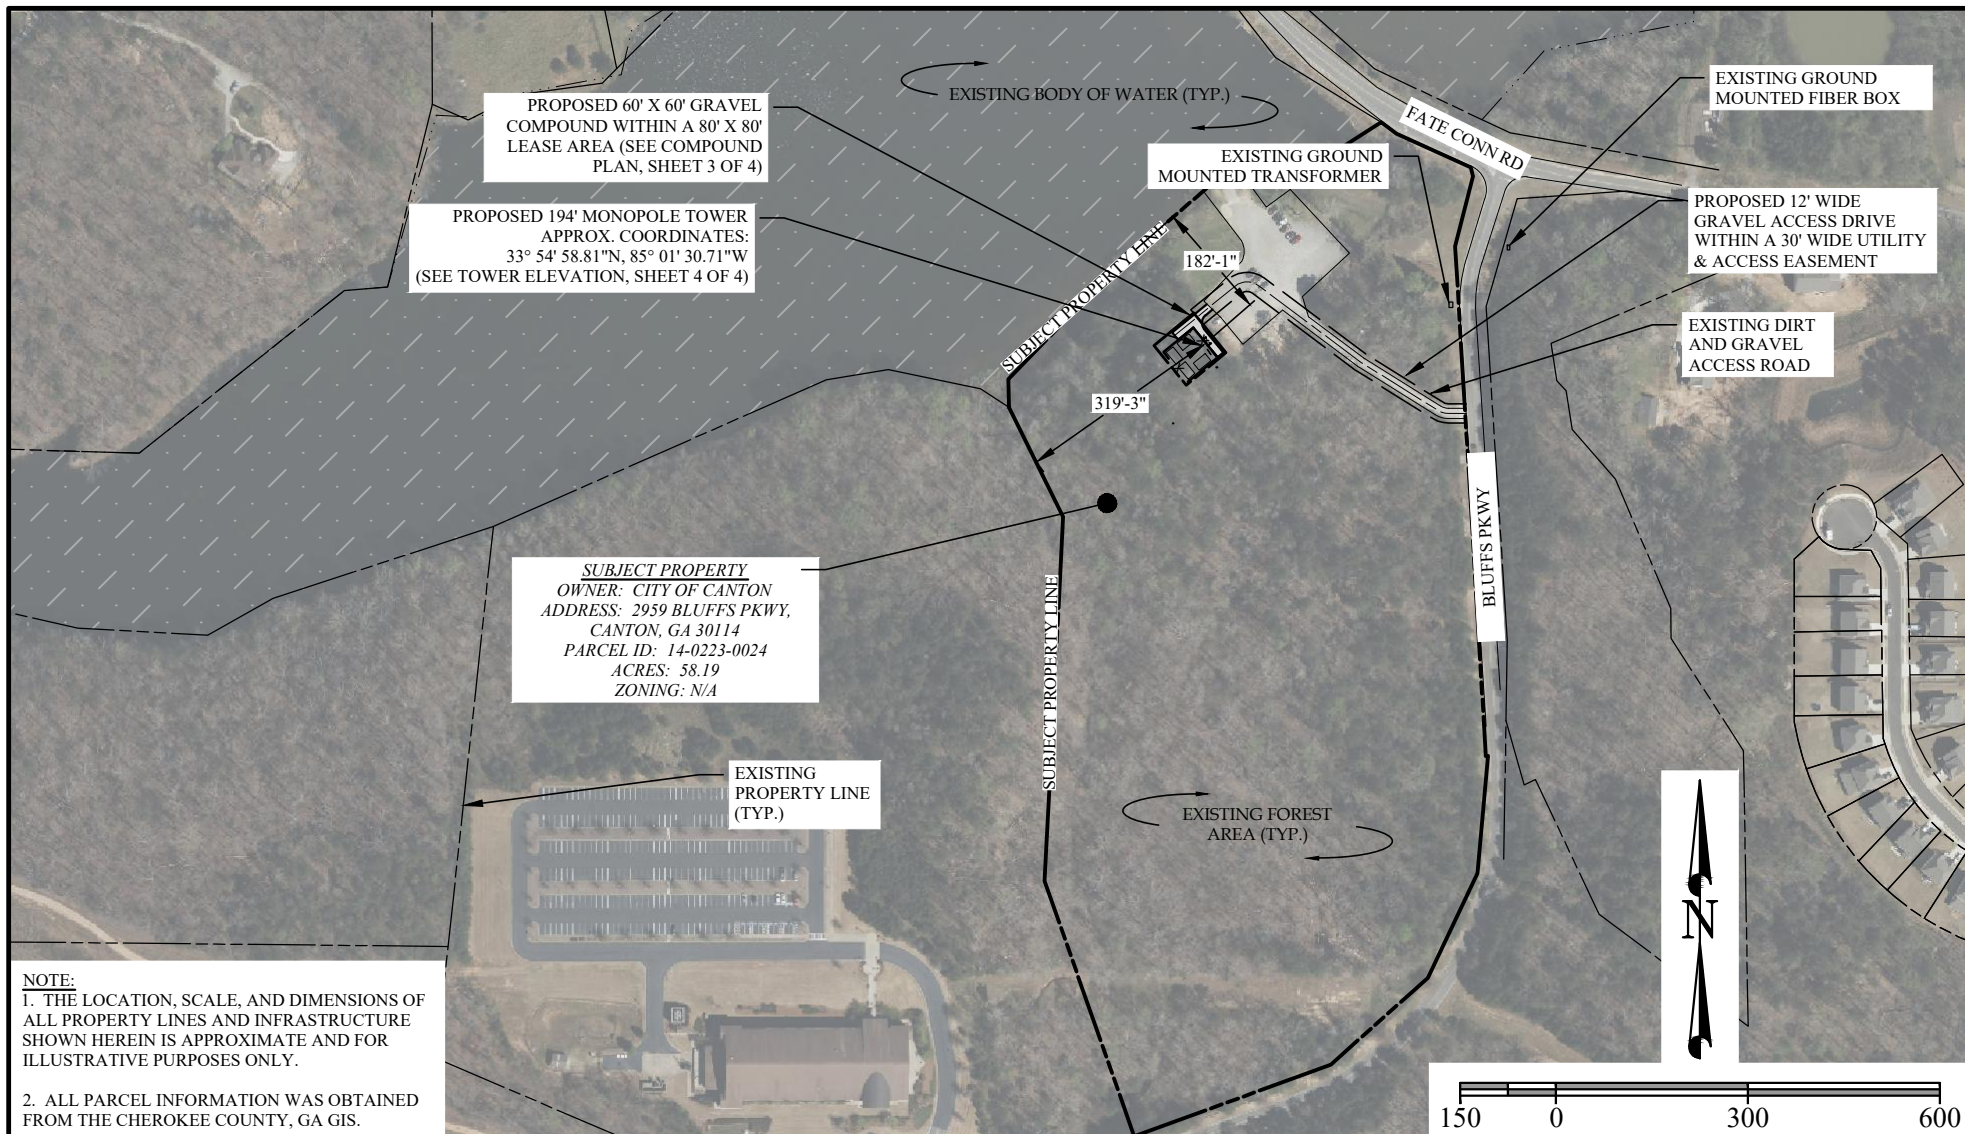 PROPOSED 60' X 60' GRAVEL
COMPOUND WITHIN A 80' X 80'
LEASE AREA (SEE COMPOUND
PLAN, SHEET 3 OF 4)
EXISTING BODY OF WATER (TYP.)
FATE CONN RD
EXISTING GROUND
MOUNTED FIBER BOX
EXISTING GROUND
MOUNTED TRANSFORMER
PROPOSED 194' MONOPOLE TOWER
APPROX. COORDINATES:
33° 54' 58.81"N, 85° 01' 30.71"W
(SEE TOWER ELEVATION, SHEET 4 OF 4)
PROPOSED 12' WIDE
GRAVEL ACCESS DRIVE
WITHIN A 30' WIDE UTILITY
& ACCESS EASEMENT
SUBJECT PROPERTY LINE
182'-1"
EXISTING DIRT
AND GRAVEL
ACCESS ROAD
319'-3"
BLUFFS PKWY
SUBJECT PROPERTY
OWNER: CITY OF CANTON
ADDRESS: 2959 BLUFFS PKWY,
CANTON, GA 30114
PARCEL ID: 14-0223-0024
ACRES: 58.19
ZONING: N/A
SUBJECT PROPERTY LINE
EXISTING
PROPERTY LINE
(TYP.)
EXISTING FOREST
AREA (TYP.)
N
NOTE:
1. THE LOCATION, SCALE, AND DIMENSIONS OF
ALL PROPERTY LINES AND INFRASTRUCTURE
SHOWN HEREIN IS APPROXIMATE AND FOR
ILLUSTRATIVE PURPOSES ONLY.
2. ALL PARCEL INFORMATION WAS OBTAINED
FROM THE CHEROKEE COUNTY, GA GIS.
150 0 300 600